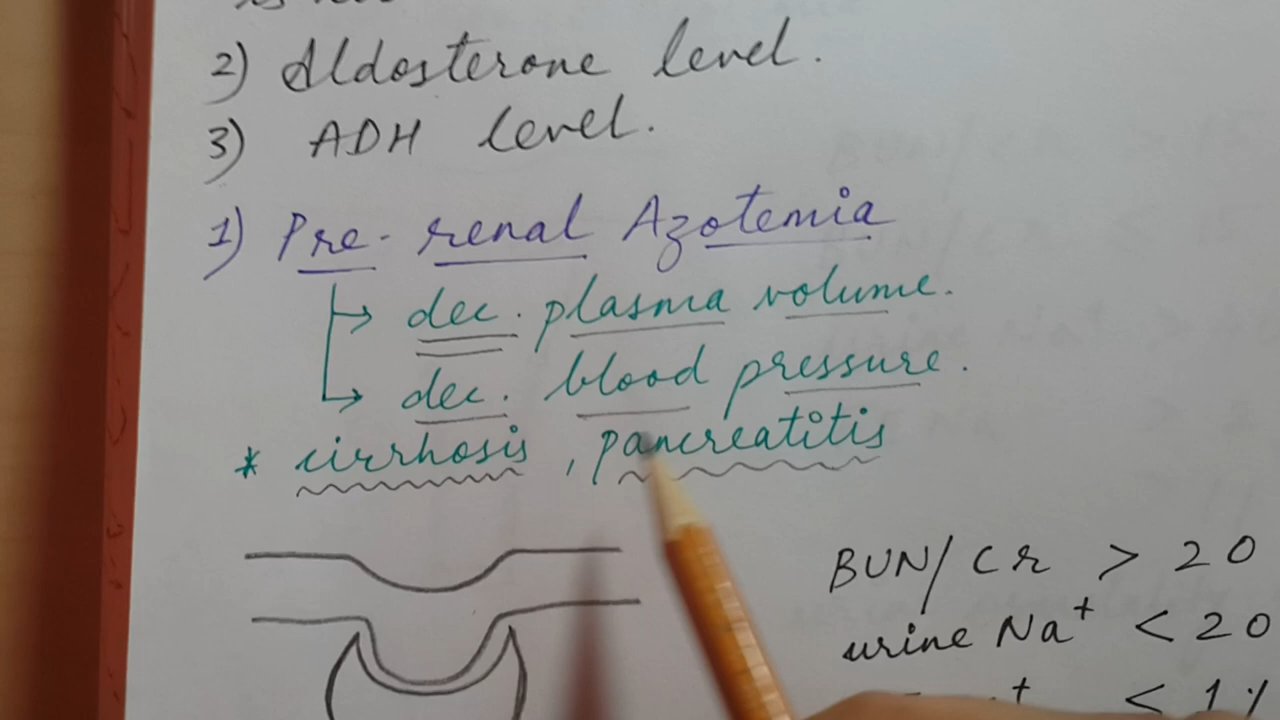 2) Aldosterone level.
3) ADH level.
1) Pre-renal Azotemia
↳ dec. plasma volume.
↳ dec. blood pressure.
* cirrhosis, pancreatitis
BUN/Cr > 20
urine Na+ < 20
+ < 1%